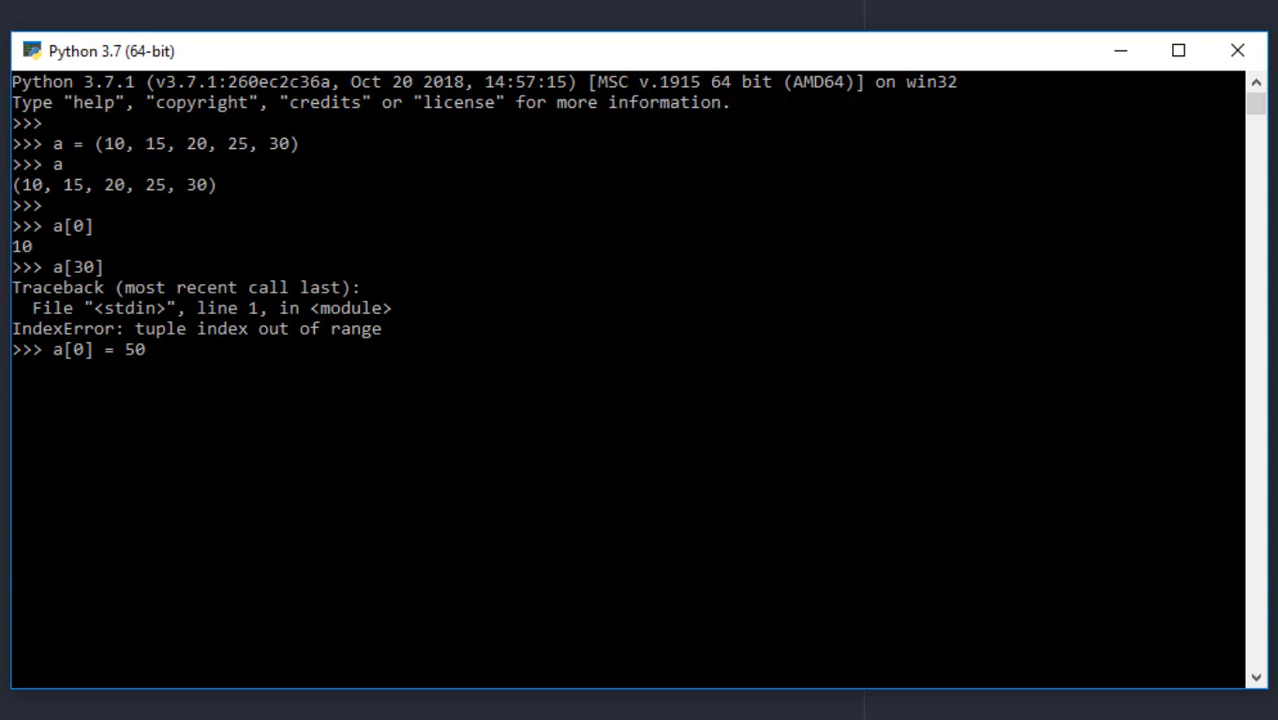 Python 3.7 (64-bit)
Python 3.7.1 (v3.7.1:260ec2c36a, Oct 20 2018, 14:57:15) [MSC v.1915 64 bit (AMD64)] on win32
Type "help", "copyright", "credits" or "license" for more information.
>>>
>>> a = (10, 15, 20, 25, 30)
>>> a
(10, 15, 20, 25, 30)
>>>
>>> a[0]
10
>>> a[30]
Traceback (most recent call last):
  File "<stdin>", line 1, in <module>
IndexError: tuple index out of range
>>> a[0] = 50